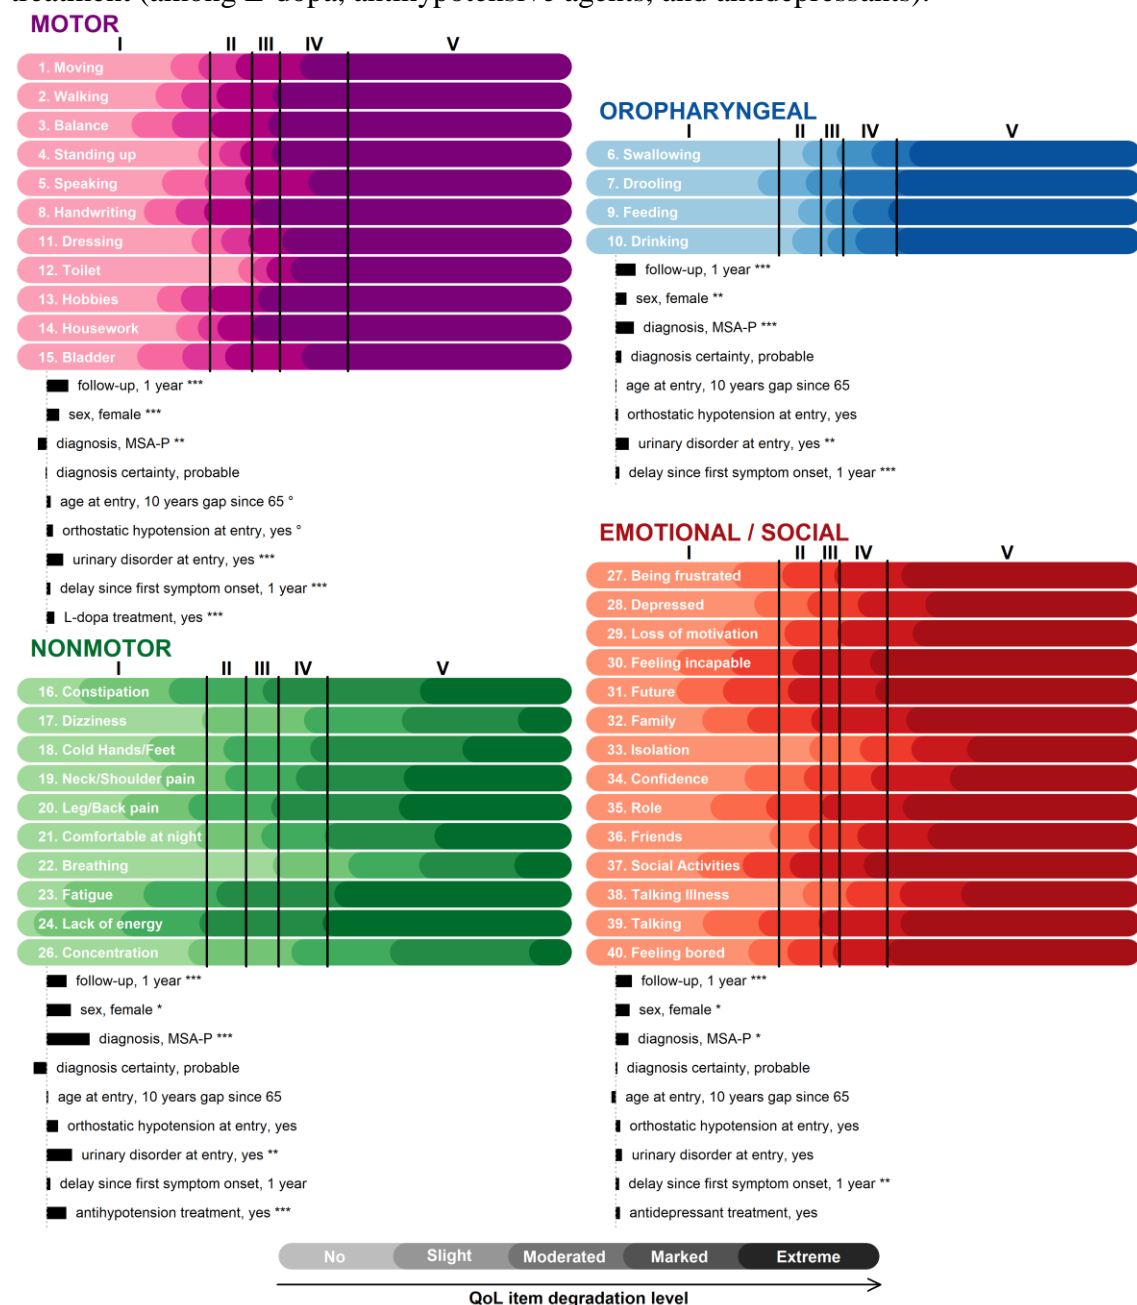 treatment (among L-dopa, antihypotensive agents, and antidepressants).
MOTOR
I II III IV V
1. Moving
2. Walking
3. Balance
4. Standing up
5. Speaking
8. Handwriting
11. Dressing
12. Toilet
13. Hobbies
14. Housework
15. Bladder
follow-up, 1 year ***
sex, female ***
diagnosis, MSA-P **
diagnosis certainty, probable
age at entry, 10 years gap since 65 °
orthostatic hypotension at entry, yes °
urinary disorder at entry, yes ***
delay since first symptom onset, 1 year ***
L-dopa treatment, yes ***
OROPHARYNGEAL
I II III IV V
6. Swallowing
7. Drooling
9. Feeding
10. Drinking
follow-up, 1 year ***
sex, female **
diagnosis, MSA-P ***
diagnosis certainty, probable
age at entry, 10 years gap since 65
orthostatic hypotension at entry, yes
urinary disorder at entry, yes **
delay since first symptom onset, 1 year ***
NONMOTOR
I II III IV V
16. Constipation
17. Dizziness
18. Cold Hands/Feet
19. Neck/Shoulder pain
20. Leg/Back pain
21. Comfortable at night
22. Breathing
23. Fatigue
24. Lack of energy
26. Concentration
follow-up, 1 year ***
sex, female *
diagnosis, MSA-P ***
diagnosis certainty, probable
age at entry, 10 years gap since 65
orthostatic hypotension at entry, yes
urinary disorder at entry, yes **
delay since first symptom onset, 1 year
antihypotension treatment, yes ***
EMOTIONAL / SOCIAL
I II III IV V
27. Being frustrated
28. Depressed
29. Loss of motivation
30. Feeling incapable
31. Future
32. Family
33. Isolation
34. Confidence
35. Role
36. Friends
37. Social Activities
38. Talking Illness
39. Talking
40. Feeling bored
follow-up, 1 year ***
sex, female *
diagnosis, MSA-P *
diagnosis certainty, probable
age at entry, 10 years gap since 65
orthostatic hypotension at entry, yes
urinary disorder at entry, yes
delay since first symptom onset, 1 year **
antidepressant treatment, yes
No Slight Moderated Marked Extreme
QoL item degradation level